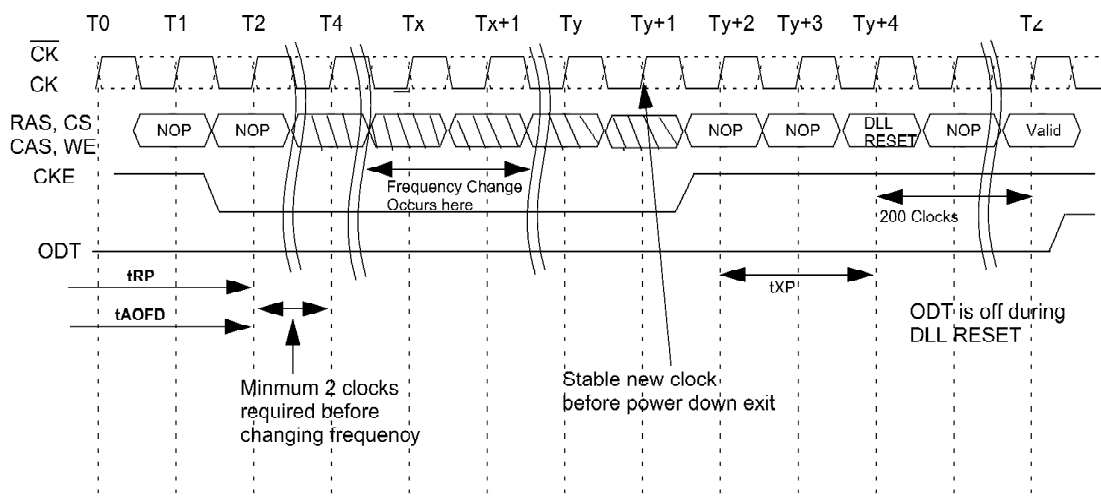 T0 T1 T2 T4 Tx Tx+1 Ty Ty+1 Ty+2 Ty+3 Ty+4 TZ
CK
CK
RAS, CS
CAS, WE
NOP NOP NOP NOP DLL RESET NOP Valid
CKE
Frequency Change
Occurs here
200 Clocks
ODT
tRP
tXP
tAOFD
ODT is off during
DLL RESET
Minmum 2 clocks
required before
changing frequency
Stable new clock
before power down exit